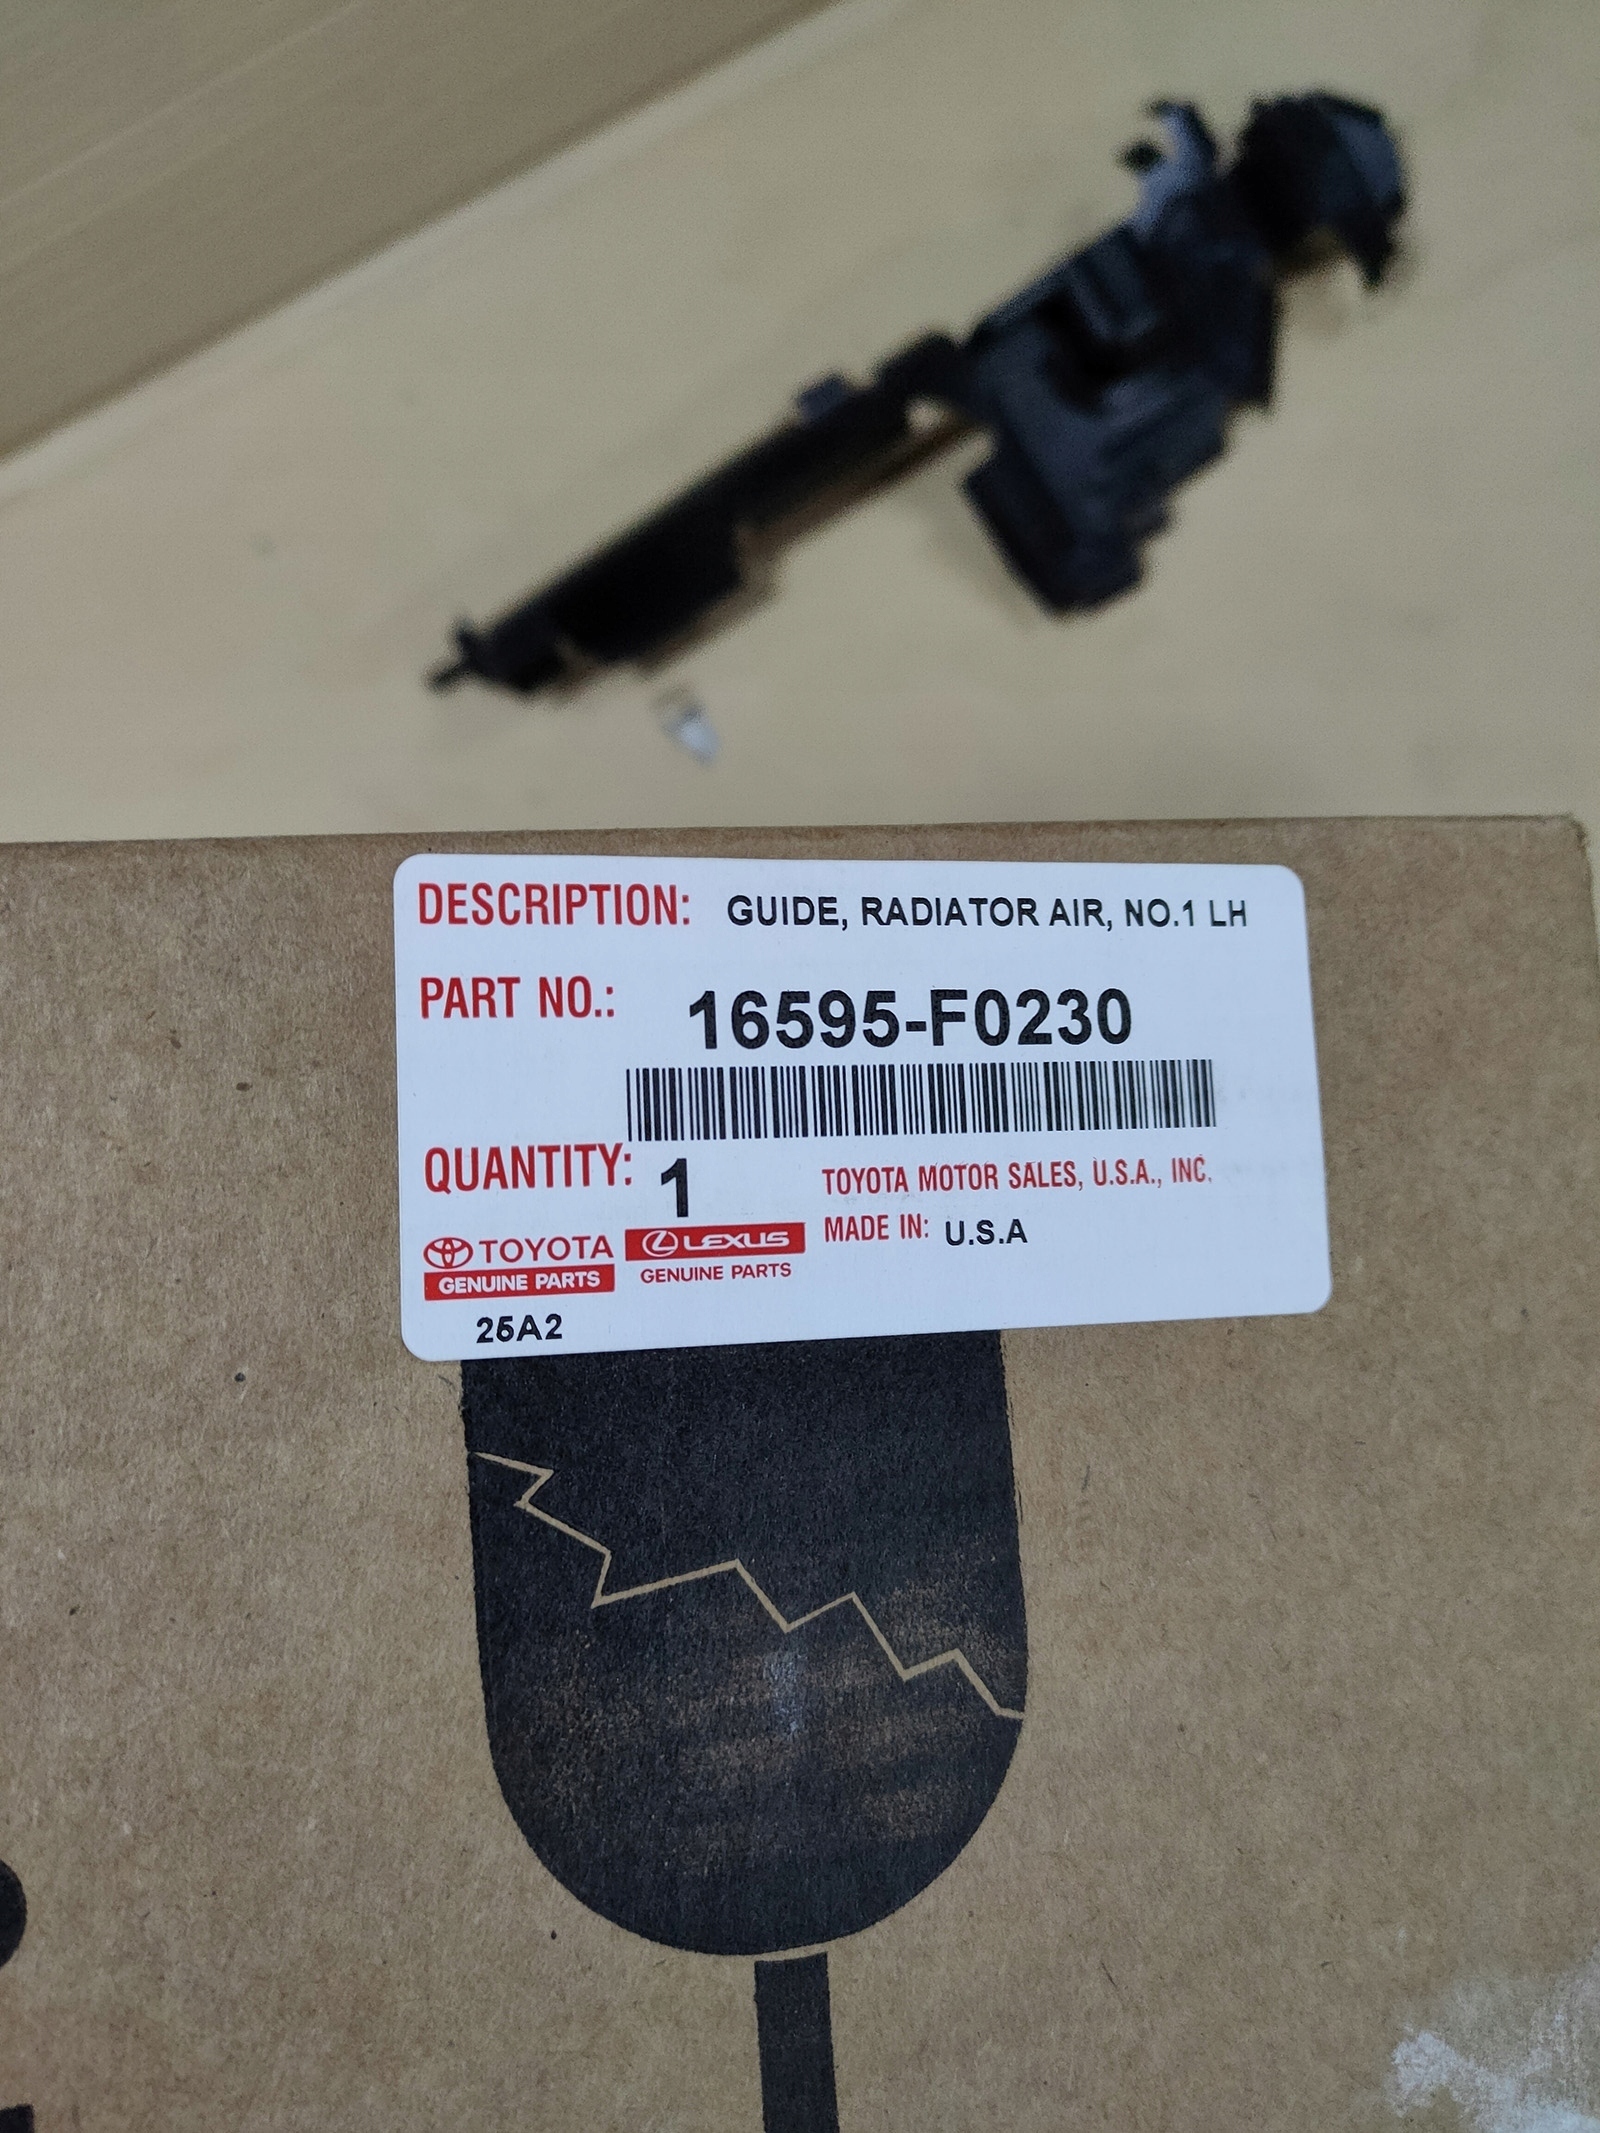 DESCRIPTION: GUIDE, RADIATOR AIR, NO.1 LH
PART NO.: 16595-F0230
QUANTITY: 1
TOYOTA MOTOR SALES, U.S.A., INC.
MADE IN: U.S.A
TOYOTA
GENUINE PARTS
LEXUS
GENUINE PARTS
25A2